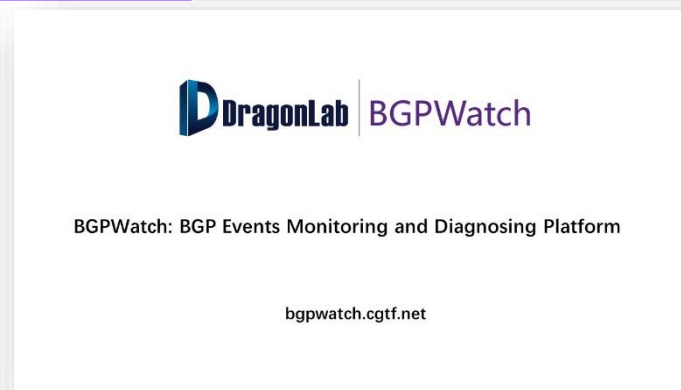 DragonLab | BGPWatch
BGPWatch: BGP Events Monitoring and Diagnosing Platform
bgpwatch.cgtf.net